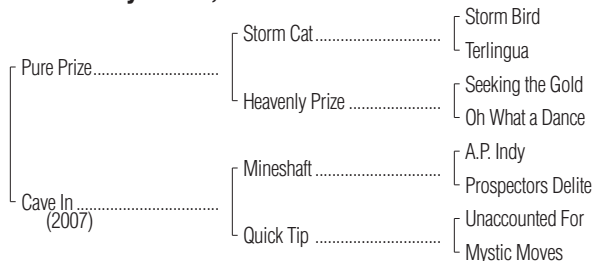 Storm Bird
Storm Cat
Terlingua
Pure Prize
Seeking the Gold
Heavenly Prize
Oh What a Dance
A.P. Indy
Mineshaft
Prospectors Delite
Cave In
(2007)
Unaccounted For
Quick Tip
Mystic Moves